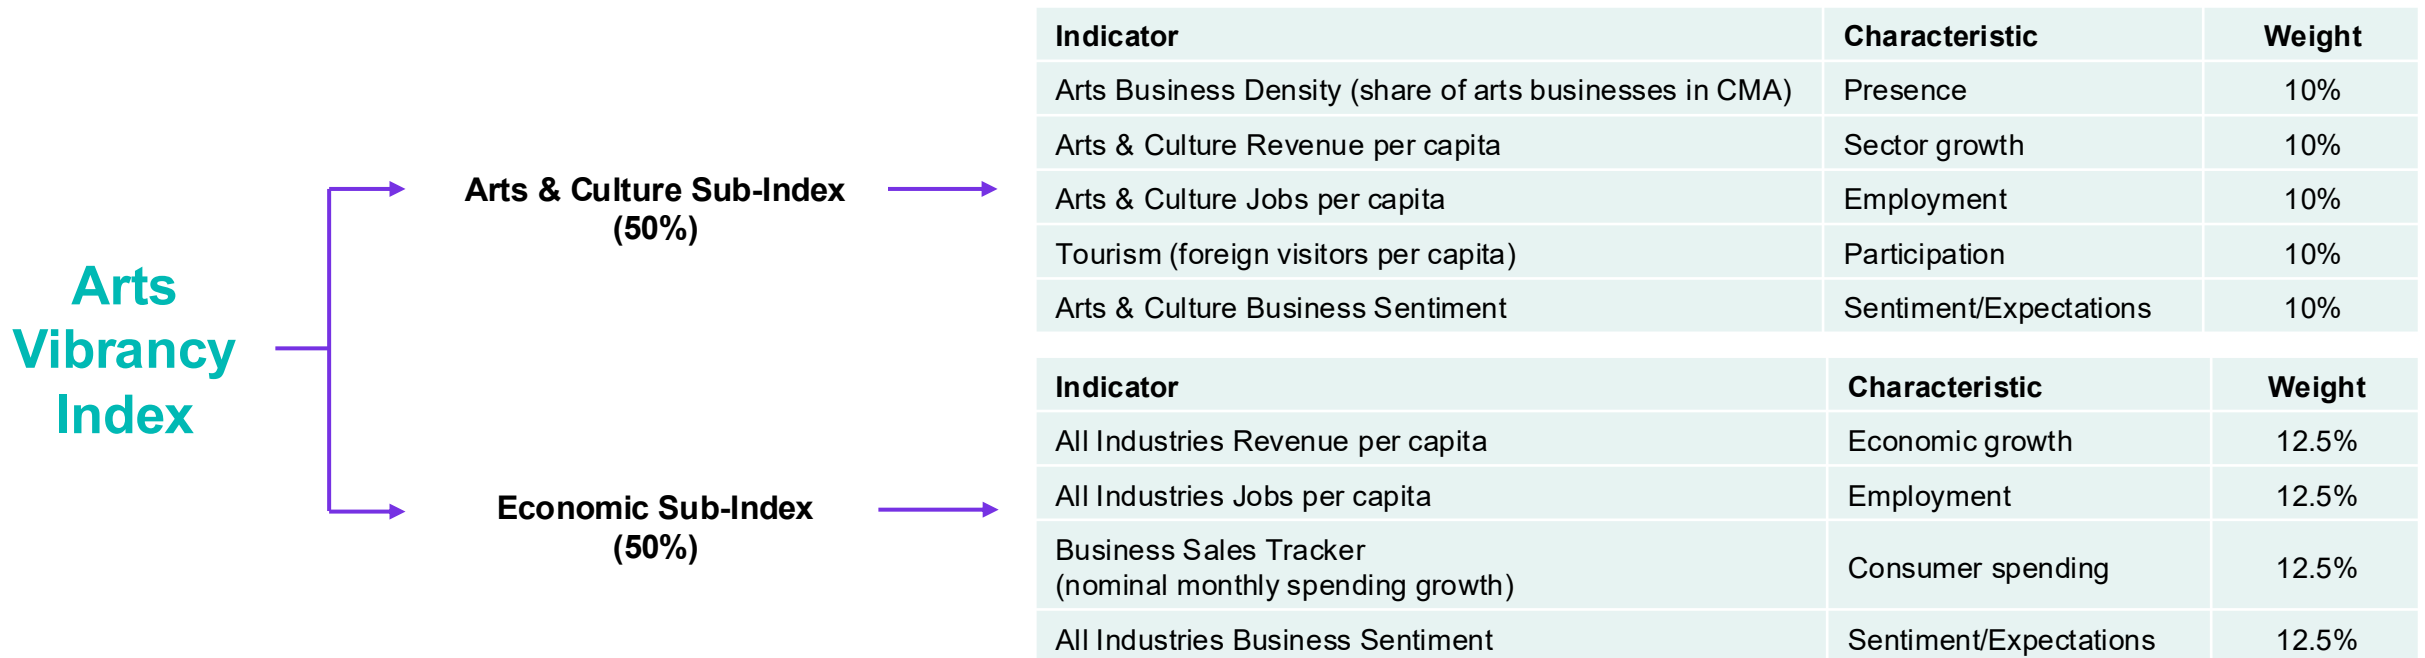 Arts
Vibrancy
Index
Arts & Culture Sub-Index
(50%)
Indicator Characteristic Weight
Arts Business Density (share of arts businesses in CMA) Presence 10%
Arts & Culture Revenue per capita Sector growth 10%
Arts & Culture Jobs per capita Employment 10%
Tourism (foreign visitors per capita) Participation 10%
Arts & Culture Business Sentiment Sentiment/Expectations 10%
Economic Sub-Index
(50%)
Indicator Characteristic Weight
All Industries Revenue per capita Economic growth 12.5%
All Industries Jobs per capita Employment 12.5%
Business Sales Tracker
(nominal monthly spending growth) Consumer spending 12.5%
All Industries Business Sentiment Sentiment/Expectations 12.5%